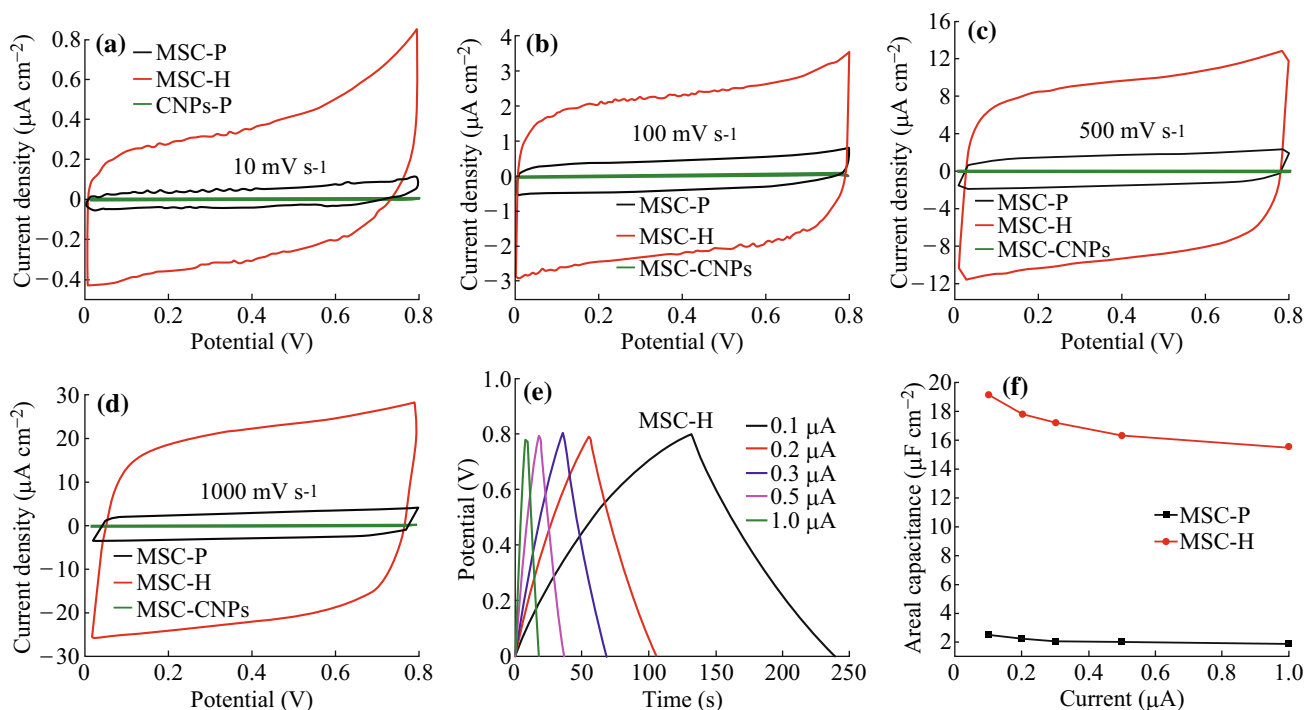 (a)
MSC-P
MSC-H
CNPs-P
10 mV s-1
Current density (μA cm−2)
0.8
0.6
0.4
0.2
0
−0.2
−0.4
0 0.2 0.4 0.6 0.8
Potential (V)
(b)
100 mV s-1
MSC-P
MSC-H
MSC-CNPs
Current density (μA cm−2)
4
3
2
1
0
−1
−2
−3
0 0.2 0.4 0.6 0.8
Potential (V)
(c)
500 mV s-1
MSC-P
MSC-H
MSC-CNPs
Current density (μA cm−2)
16
12
8
4
0
−4
−8
−12
0 0.2 0.4 0.6 0.8
Potential (V)
(d)
1000 mV s-1
MSC-P
MSC-H
MSC-CNPs
Current density (μA cm−2)
30
20
10
0
−10
−20
−30
0 0.2 0.4 0.6 0.8
Potential (V)
(e)
MSC-H
0.1 μA
0.2 μA
0.3 μA
0.5 μA
1.0 μA
Potential (V)
1.0
0.8
0.6
0.4
0.2
0
0 50 100 150 200 250
Time (s)
(f)
MSC-P
MSC-H
Areal capacitance (μF cm−2)
20
18
16
14
12
10
8
6
4
2
0 0.2 0.4 0.6 0.8 1.0
Current (μA)